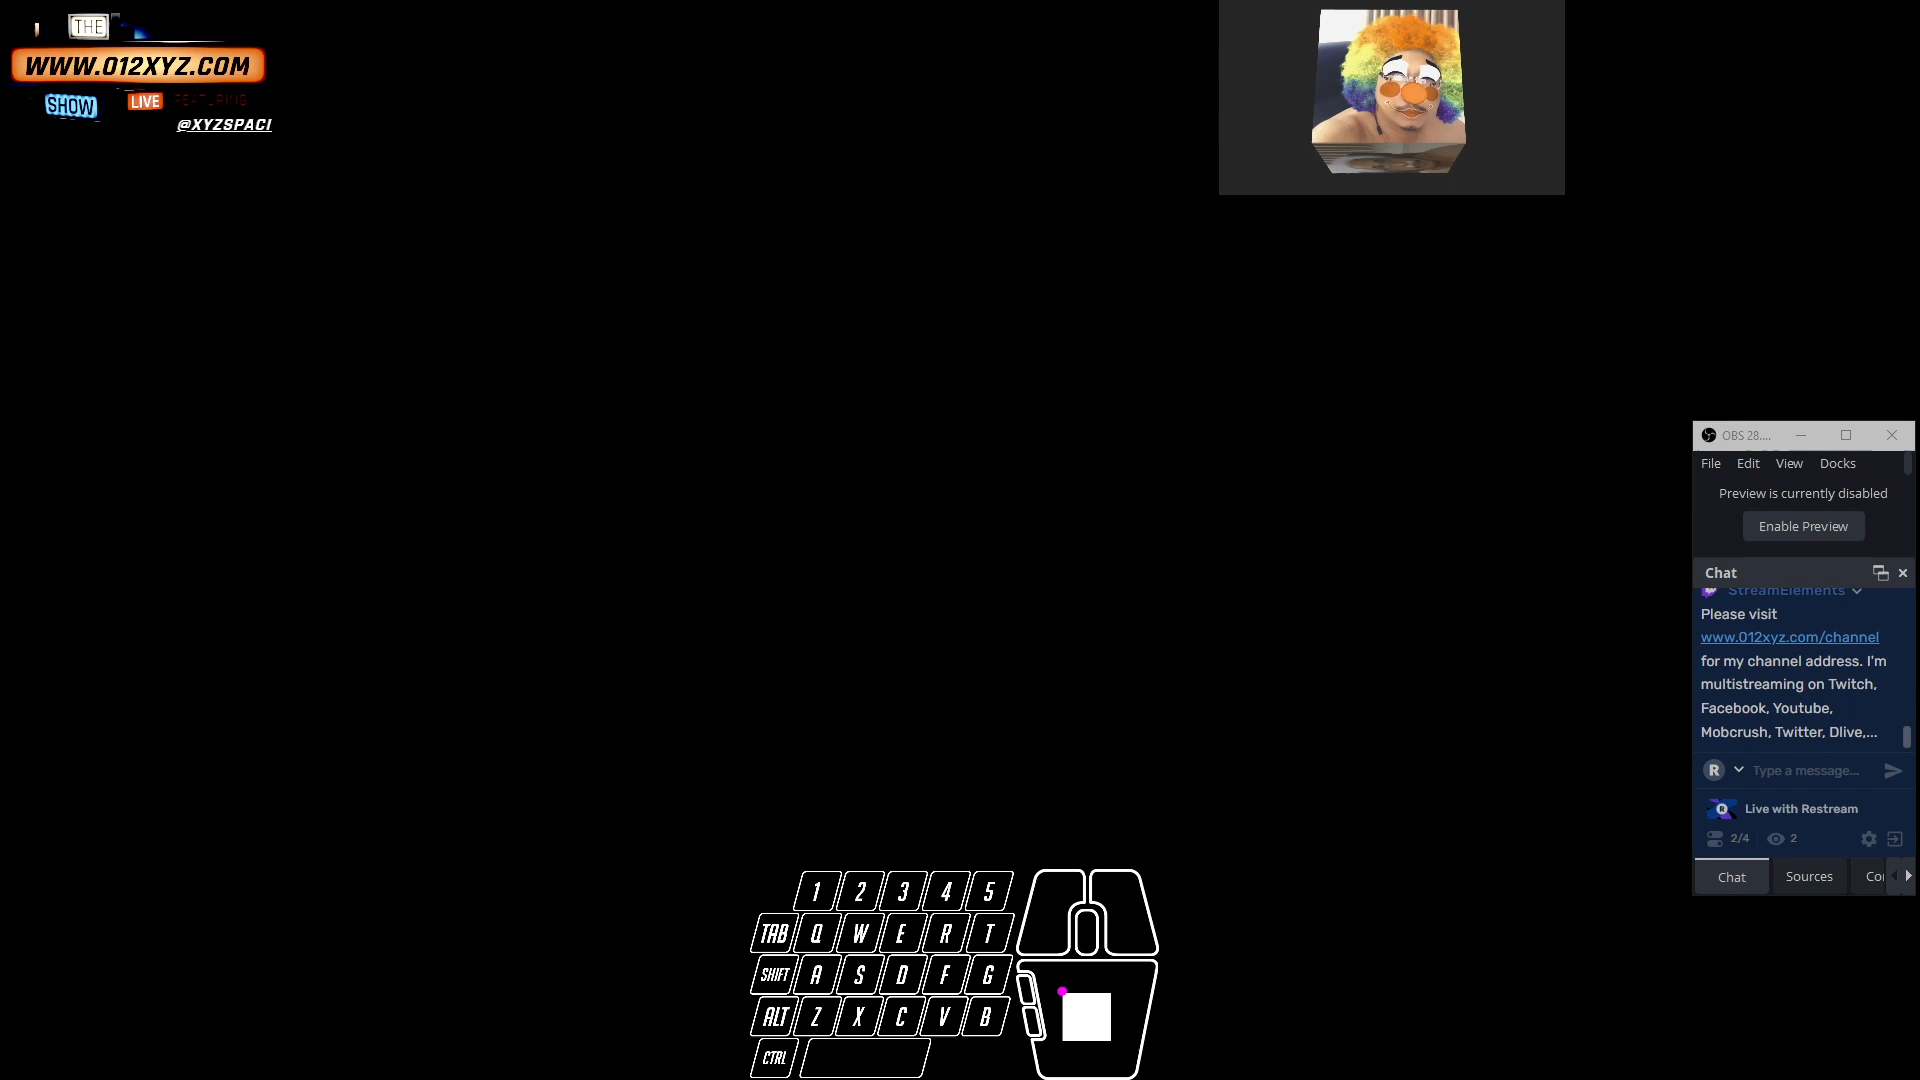 THE
WWW.012XYZ.COM
SHOW LIVE FEATURING
@XYZSPACI
OBS 28....
File Edit View Docks
Preview is currently disabled
Enable Preview
Chat
StreamElements
Please visit
www.012xyz.com/channel
for my channel address. I'm
multistreaming on Twitch,
Facebook, Youtube,
Mobcrush, Twitter, Dlive,...
R Type a message...
Live with Restream
2/4 2
Chat Sources Co
1 2 3 4 5
TAB Q W E R T
SHIFT A S D F G
ALT Z X C V B
CTRL